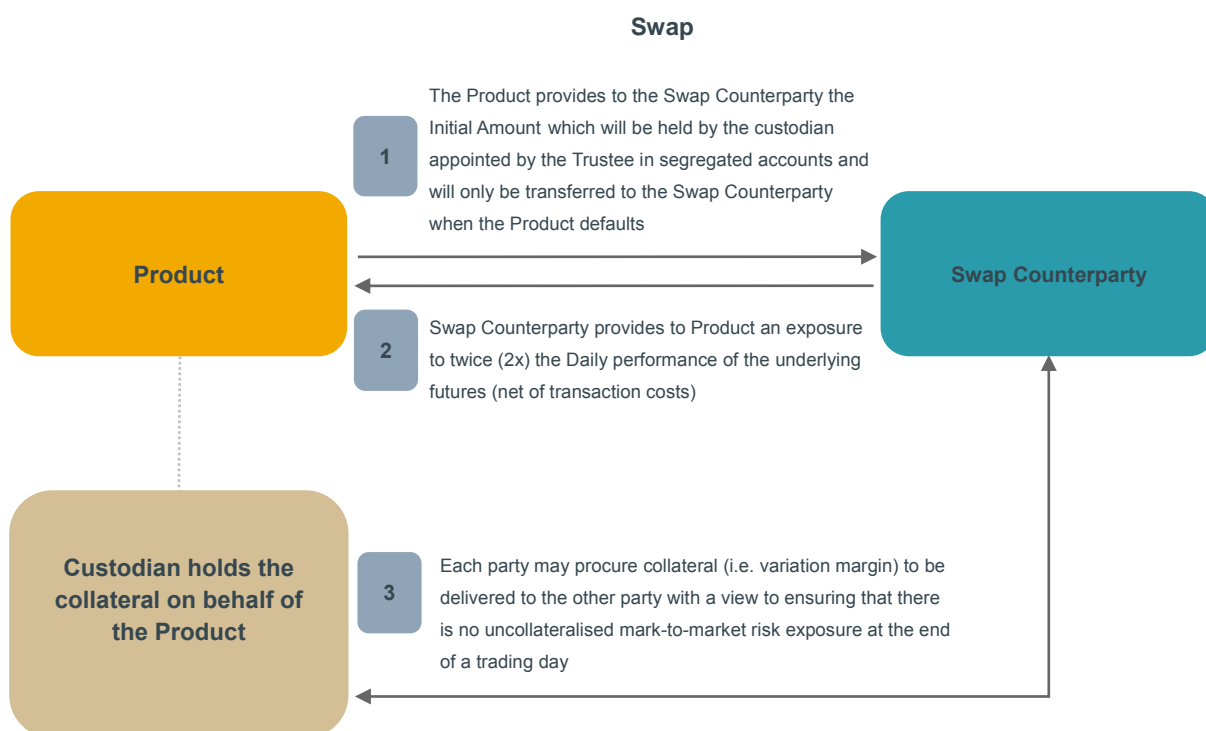 Swap
The Product provides to the Swap Counterparty the
Initial Amount which will be held by the custodian
appointed by the Trustee in segregated accounts and
will only be transferred to the Swap Counterparty
when the Product defaults
1
Product
Swap Counterparty
2
Swap Counterparty provides to Product an exposure
to twice (2x) the Daily performance of the underlying
futures (net of transaction costs)
Custodian holds the
collateral on behalf of
the Product
3
Each party may procure collateral (i.e. variation margin) to be
delivered to the other party with a view to ensuring that there
is no uncollateralised mark-to-market risk exposure at the end
of a trading day